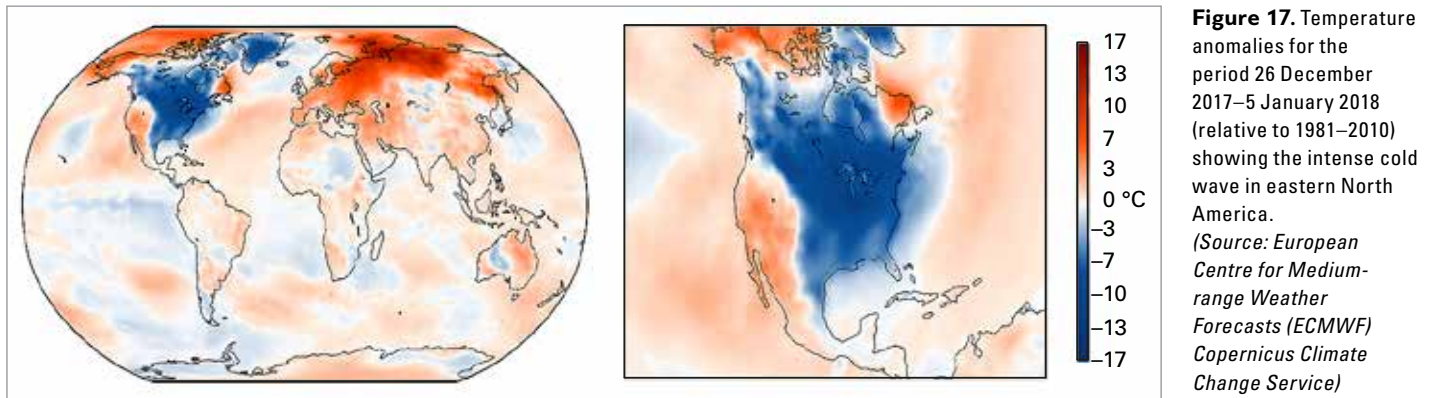 17
13
10
7
3
0 °C
–3
–7
–10
–13
–17
Figure 17. Temperature
anomalies for the
period 26 December
2017–5 January 2018
(relative to 1981–2010)
showing the intense cold
wave in eastern North
America.
(Source: European
Centre for Medium-
range Weather
Forecasts (ECMWF)
Copernicus Climate
Change Service)